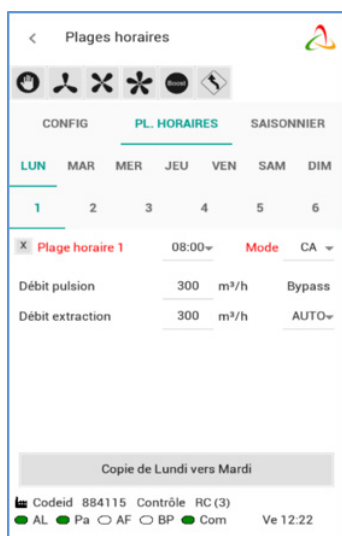 < Plages horaires
Boost
CONFIG PL. HORAIRES SAISONNIER
LUN MAR MER JEU VEN SAM DIM
1 2 3 4 5 6
X Plage horaire 1 08:00 Mode CA
Débit pulsion 300 m³/h Bypass
Débit extraction 300 m³/h AUTO
Copie de Lundi vers Mardi
Codeid 884115 Contrôle RC (3)
AL Pa AF BP Com Ve 12:22